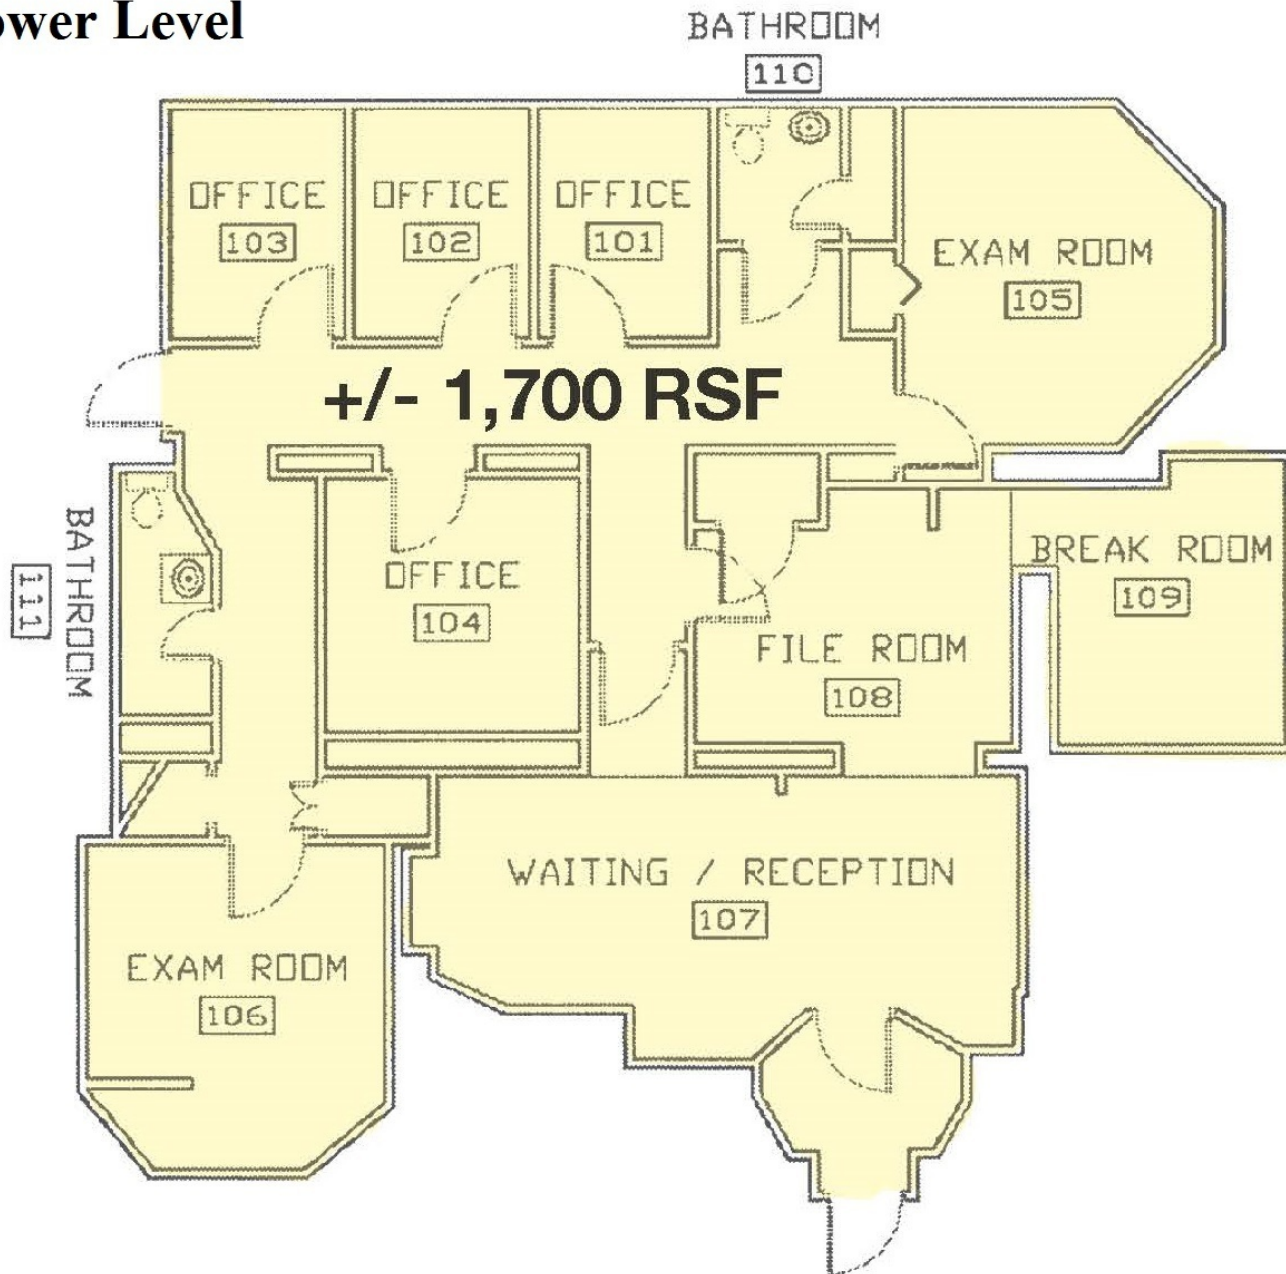 ower Level
BATHROOM
110
OFFICE
103
OFFICE
102
OFFICE
101
EXAM ROOM
105
+/- 1,700 RSF
BATHROOM
111
OFFICE
104
BREAK ROOM
109
FILE ROOM
108
WAITING / RECEPTION
107
EXAM ROOM
106